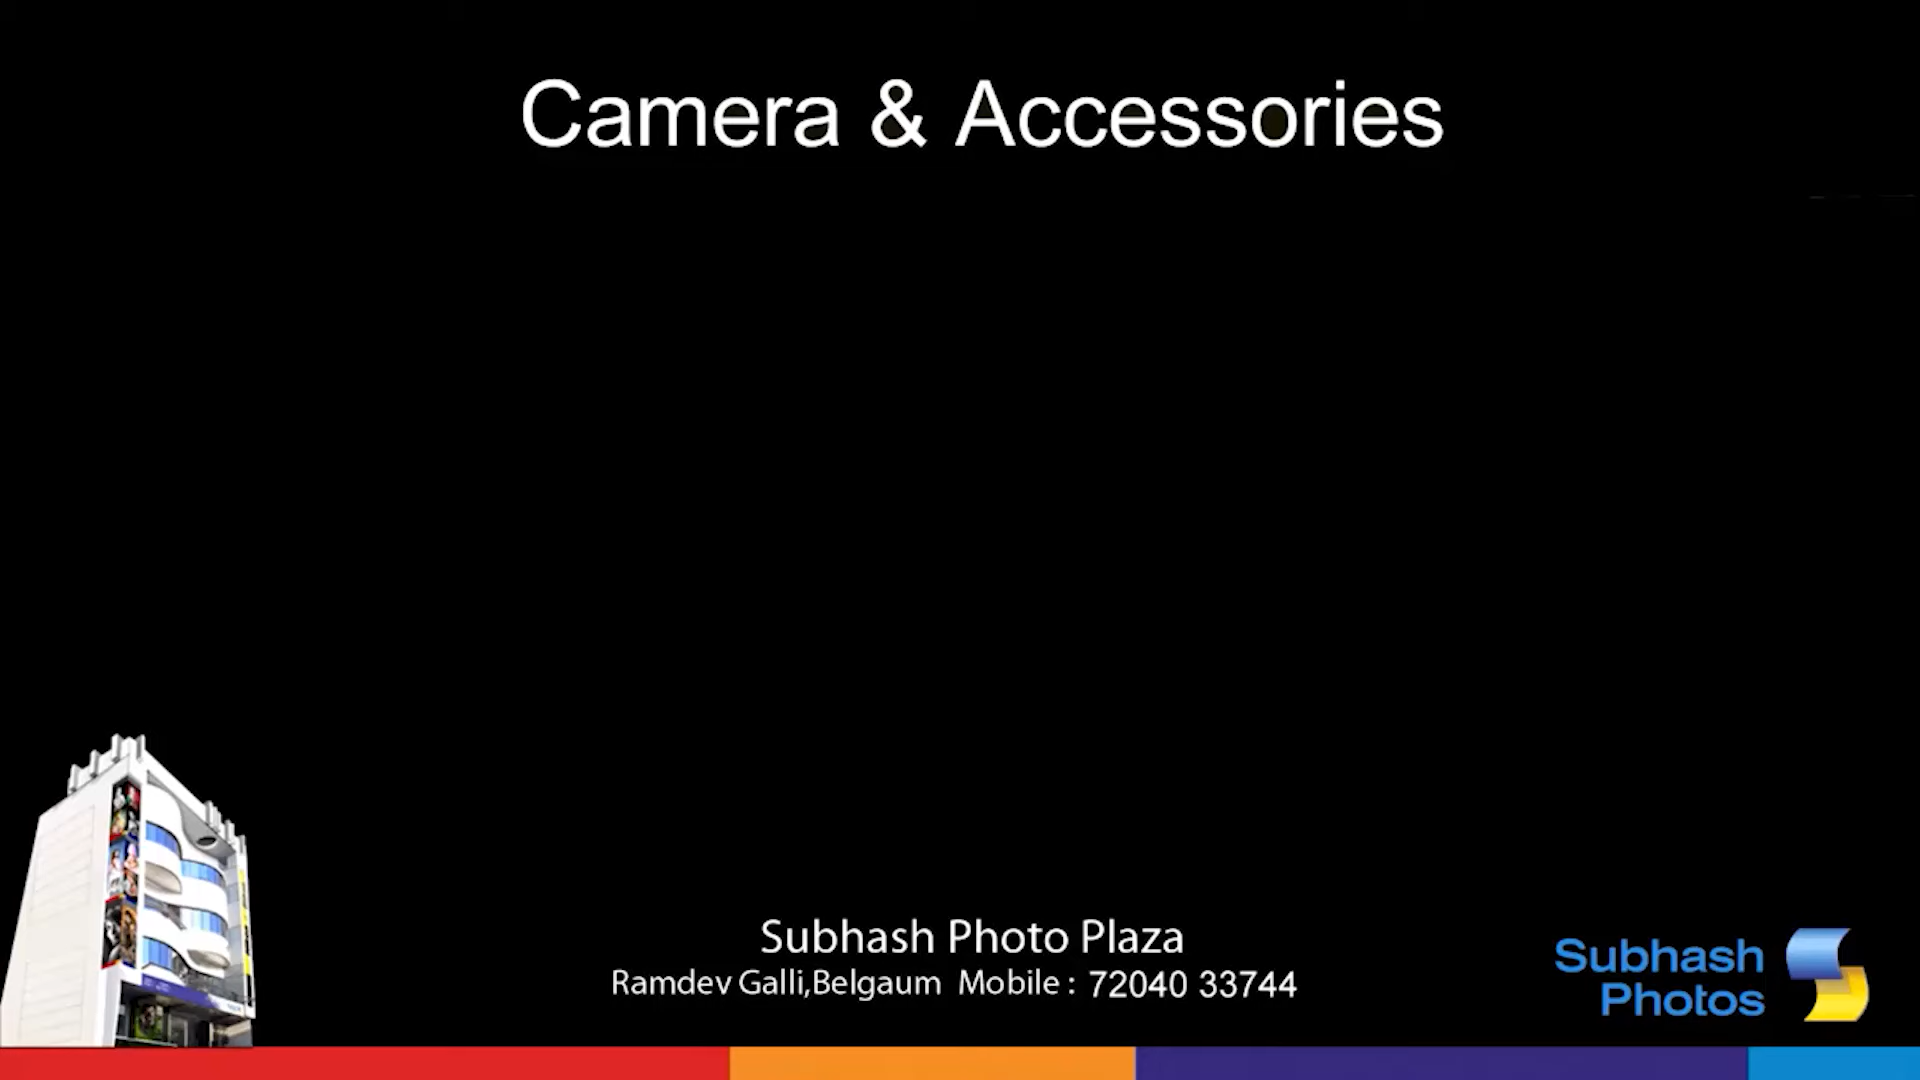 Camera & Accessories
Subhash Photo Plaza
Ramdev Galli,Belgaum Mobile : 72040 33744
Subhash
Photos